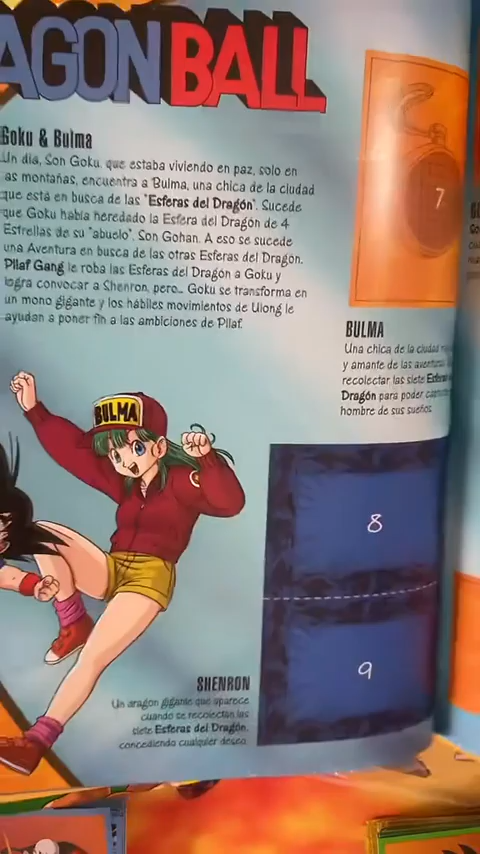 AGONBALL
Goku & Bulma
Un día, Son Goku, que estaba viviendo en paz, solo en
as montañas, encuentra a Bulma, una chica de la ciudad
que está en busca de las "Esferas del Dragón". Sucede
que Goku había heredado la Esfera del Dragón de 4
Estrellas de su "abuelo", Son Gohan. A eso se sucede
una Aventura en busca de las otras Esferas del Dragón.
Pilaf Gang le roba las Esferas del Dragón a Goku y
logra convocar a Shenron, pero... Goku se transforma en
un mono gigante y los hábiles movimientos de Ulong le
ayudan a poner fin a las ambiciones de Pilaf.
7
BULMA
Una chica de la ciudad
y amante de las
recolectar las siete
Dragón para poder
hombre de sus sueños.
BULMA
8
9
SHENRON
Un dragón gigante que aparece
cuando se recolectan las
siete Esferas del Dragón,
concediendo cualquier deseo.